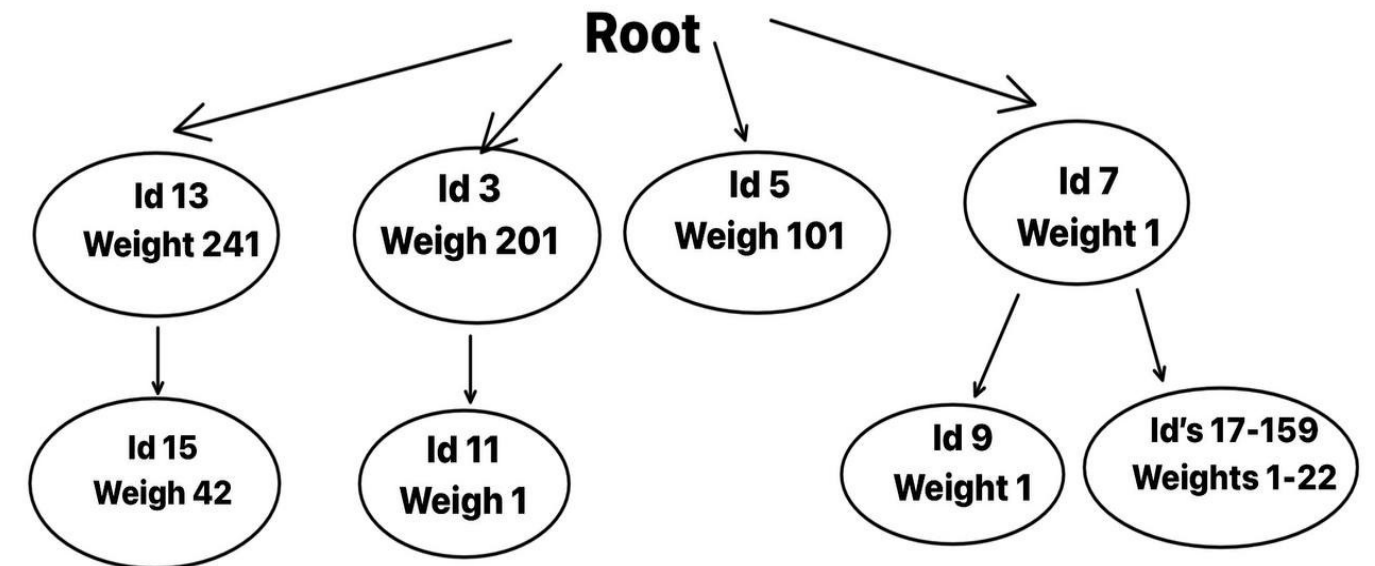 Root
Id 13
Weight 241
Id 3
Weigh 201
Id 5
Weigh 101
Id 7
Weight 1
Id 15
Weigh 42
Id 11
Weigh 1
Id 9
Weight 1
Id’s 17-159
Weights 1-22